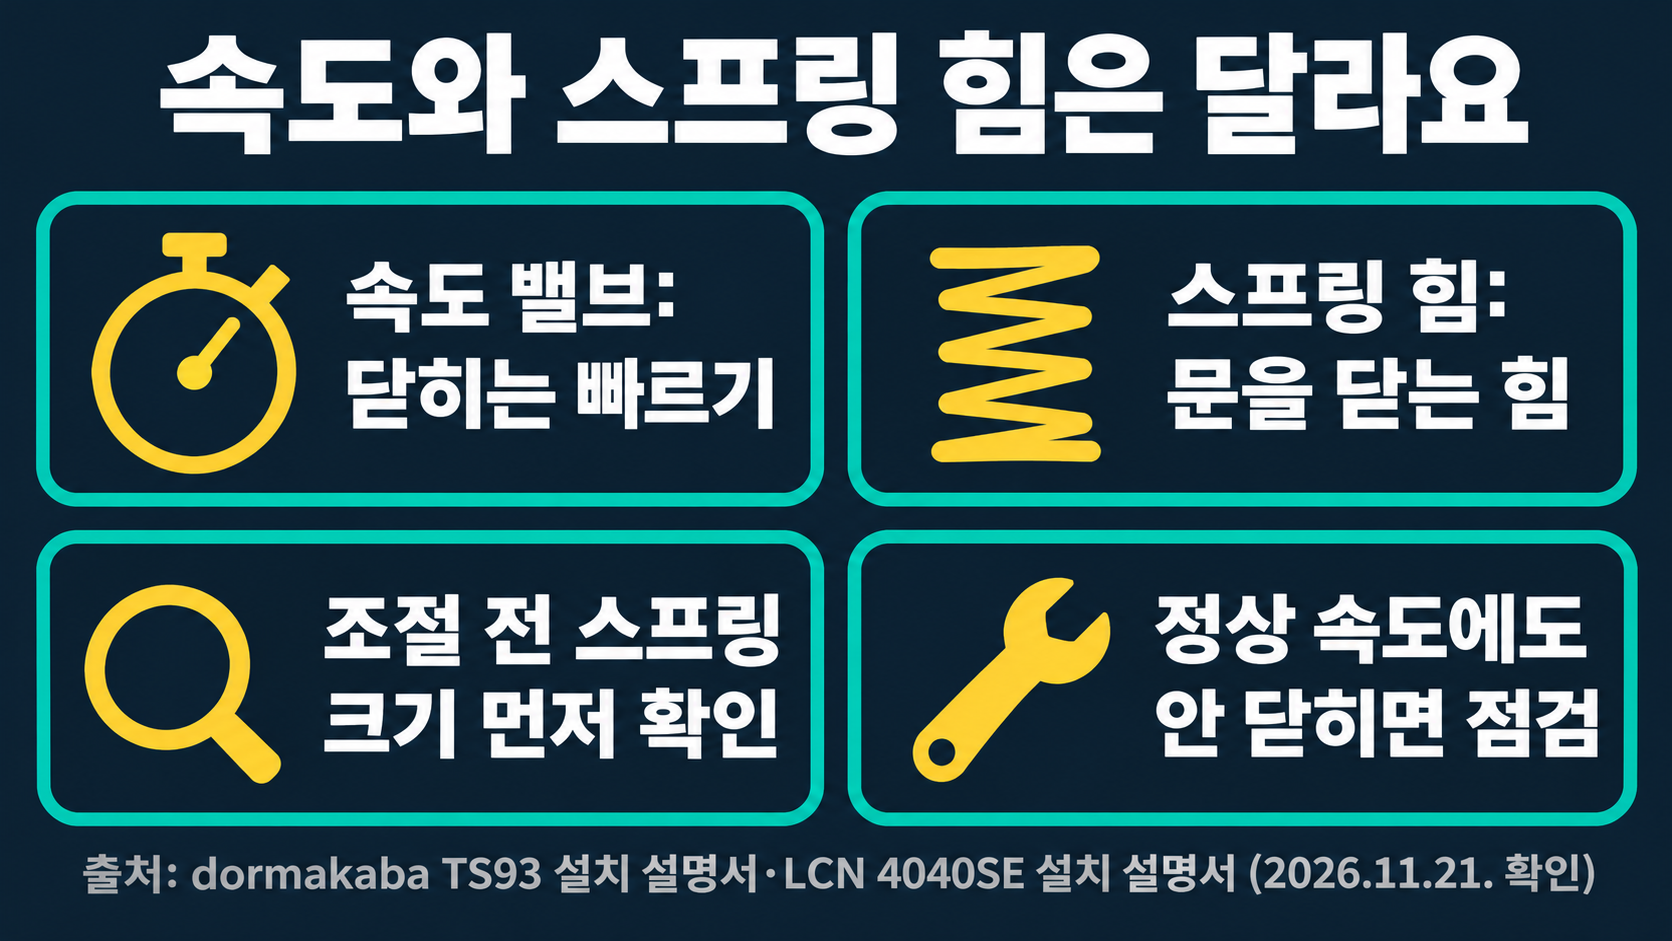 속도와 스프링 힘은 달라요
속도 밸브:
닫히는 빠르기
스프링 힘:
문을 닫는 힘
조절 전 스프링
크기 먼저 확인
정상 속도에도
안 닫히면 점검
출처: dormakaba TS93 설치 설명서·LCN 4040SE 설치 설명서 (2026.11.21. 확인)